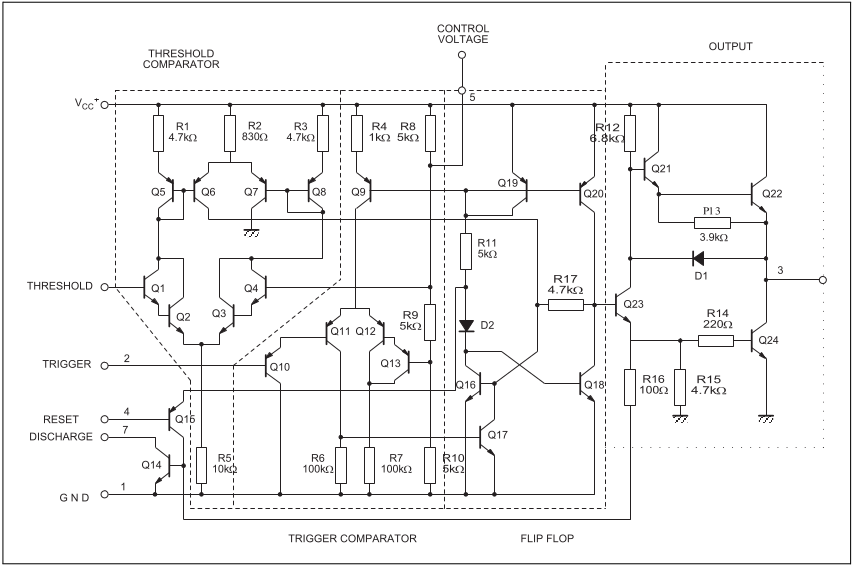 CONTROL
VOLTAGE
THRESHOLD
COMPARATOR
OUTPUT
5
VCC+
R1
4.7kΩ
R2
830Ω
R3
4.7kΩ
R4
1kΩ
R8
5kΩ
R12
6.8kΩ
Q5
Q6
Q7
Q8
Q9
Q19
Q20
Q21
Q22
R13
3.9kΩ
R11
5kΩ
D1
3
THRESHOLD
Q1
Q2
Q3
Q4
R17
4.7kΩ
Q23
R9
5kΩ
D2
R14
220Ω
Q11
Q12
Q13
Q24
TRIGGER
2
Q10
Q16
Q18
R16
100Ω
R15
4.7kΩ
RESET
4
Q15
DISCHARGE
7
Q14
Q17
R5
10kΩ
R6
100kΩ
R7
100kΩ
R10
5kΩ
GND
1
TRIGGER COMPARATOR
FLIP FLOP